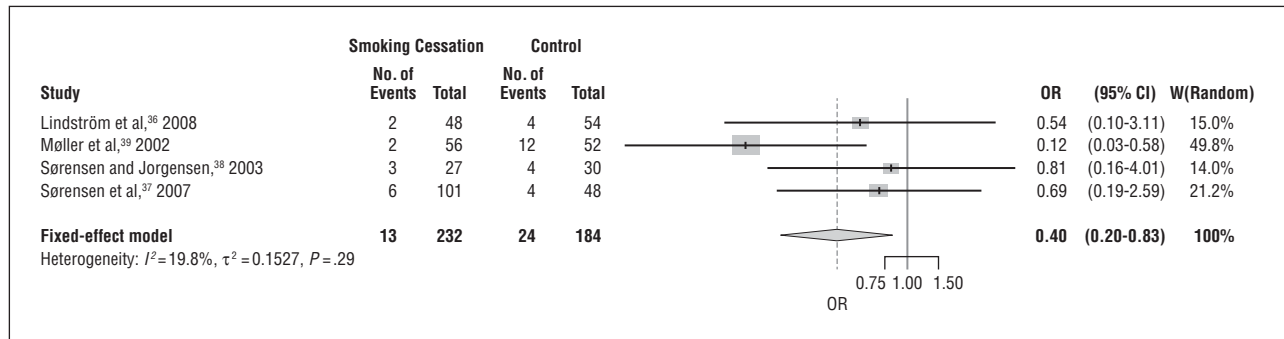 Smoking Cessation Control
No. of Events Total No. of Events Total
Study OR (95% CI) W(Random)
Lindström et al,36 2008 2 48 4 54 0.54 (0.10-3.11) 15.0%
Møller et al,39 2002 2 56 12 52 0.12 (0.03-0.58) 49.8%
Sørensen and Jorgensen,38 2003 3 27 4 30 0.81 (0.16-4.01) 14.0%
Sørensen et al,37 2007 6 101 4 48 0.69 (0.19-2.59) 21.2%
Fixed-effect model 13 232 24 184 0.40 (0.20-0.83) 100%
Heterogeneity: I2=19.8%, τ2=0.1527, P=.29
0.75 1.00 1.50
OR